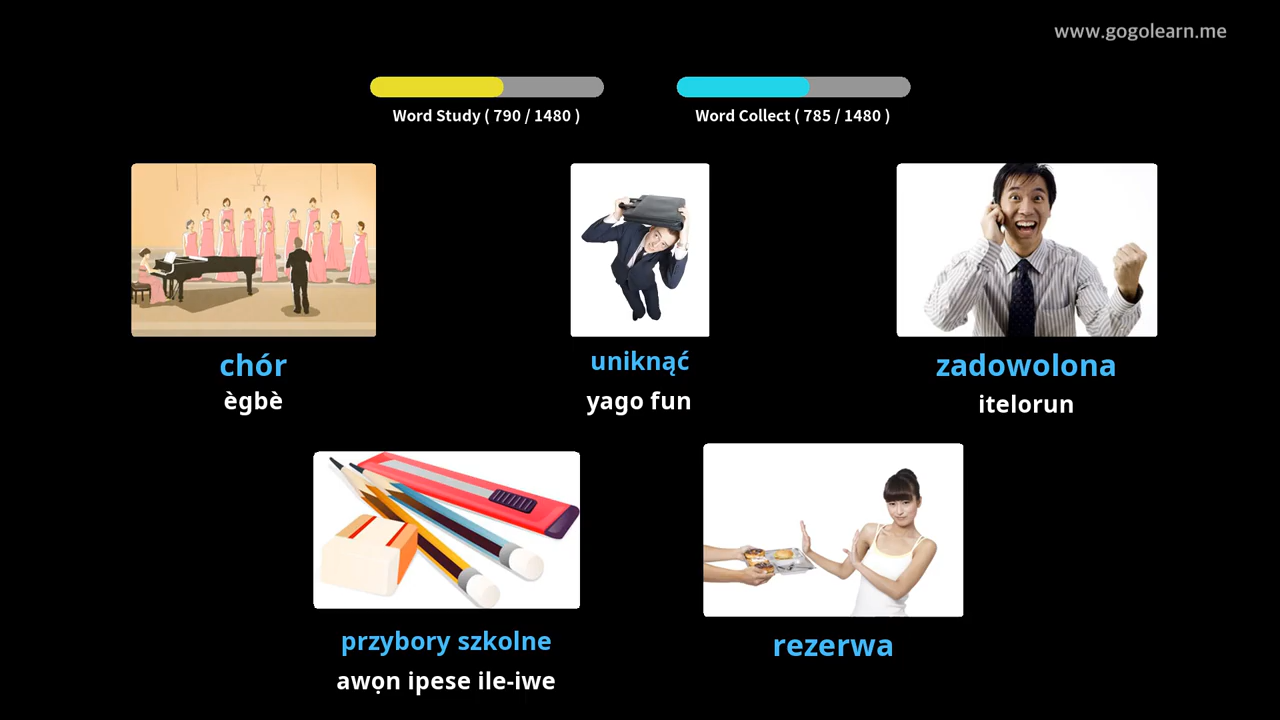 www.gogolearn.me
Word Study ( 790 / 1480 )
Word Collect ( 785 / 1480 )
chór
ègbè
uniknąć
yago fun
zadowolona
itelorun
przybory szkolne
awọn ipese ile-iwe
rezerwa